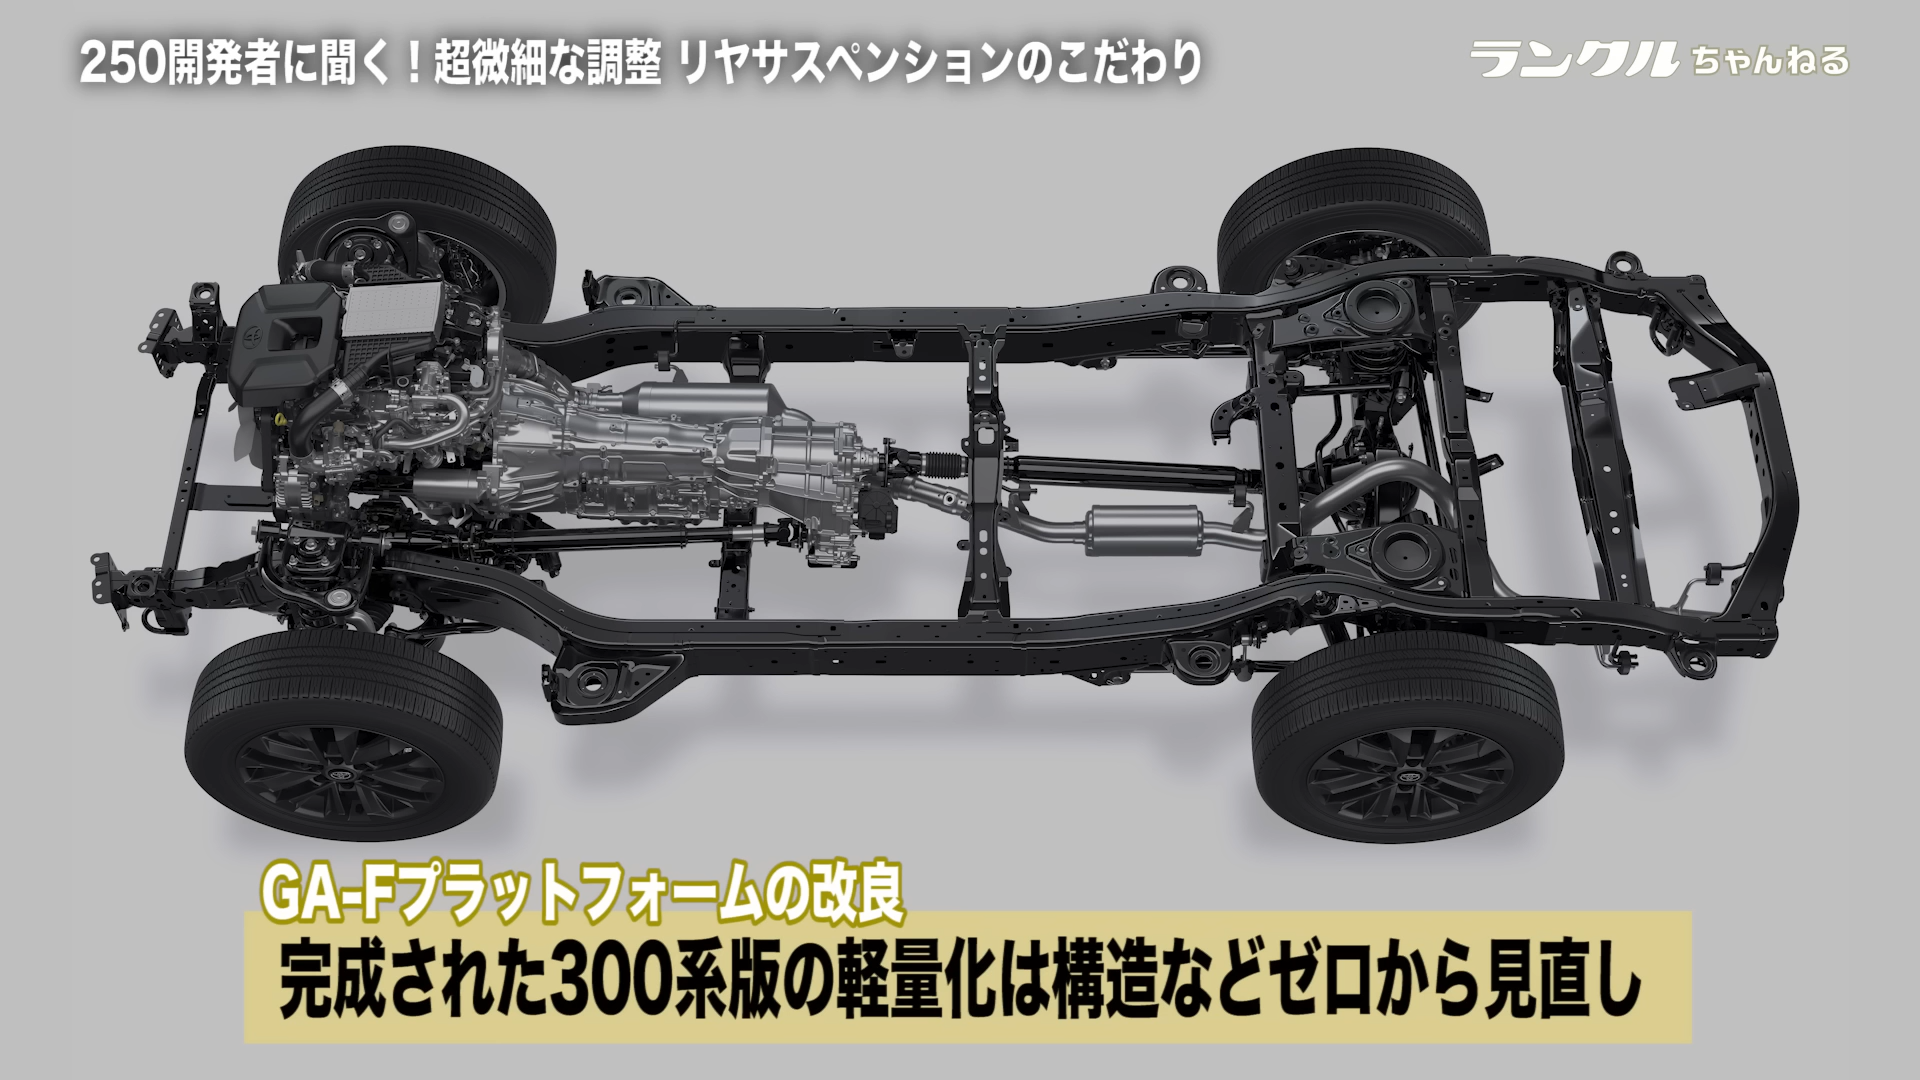 250開発者に聞く！超微細な調整 リヤサスペンションのこだわり
ランクルちゃんねる
GA-Fプラットフォームの改良
完成された300系版の軽量化は構造などゼロから見直し